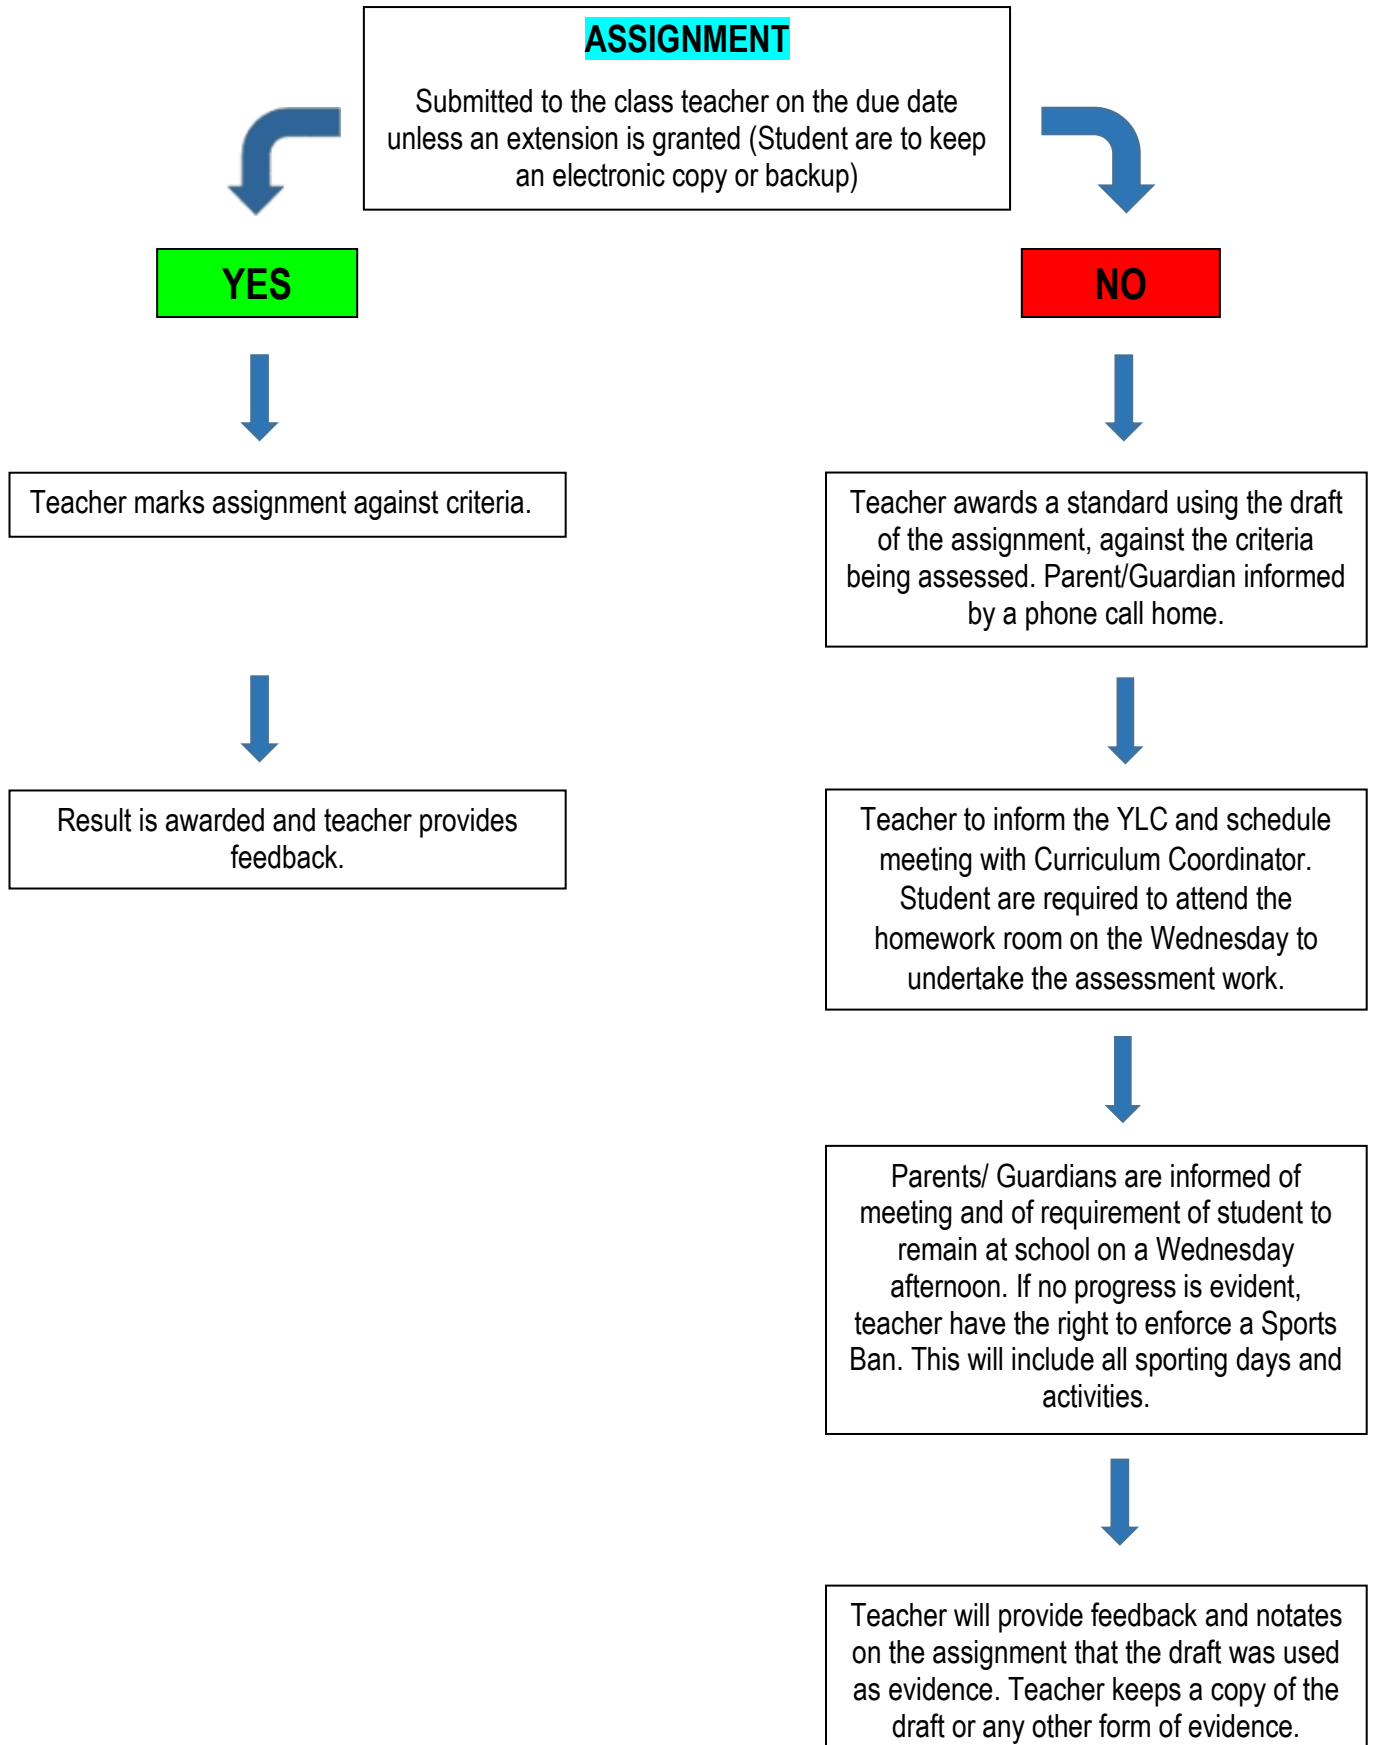 ASSIGNMENT
Submitted to the class teacher on the due date
unless an extension is granted (Student are to keep
an electronic copy or backup)
YES
NO
Teacher marks assignment against criteria.
Teacher awards a standard using the draft
of the assignment, against the criteria
being assessed. Parent/Guardian informed
by a phone call home.
Result is awarded and teacher provides
feedback.
Teacher to inform the YLC and schedule
meeting with Curriculum Coordinator.
Student are required to attend the
homework room on the Wednesday to
undertake the assessment work.
Parents/ Guardians are informed of
meeting and of requirement of student to
remain at school on a Wednesday
afternoon. If no progress is evident,
teacher have the right to enforce a Sports
Ban. This will include all sporting days and
activities.
Teacher will provide feedback and notates
on the assignment that the draft was used
as evidence. Teacher keeps a copy of the
draft or any other form of evidence.